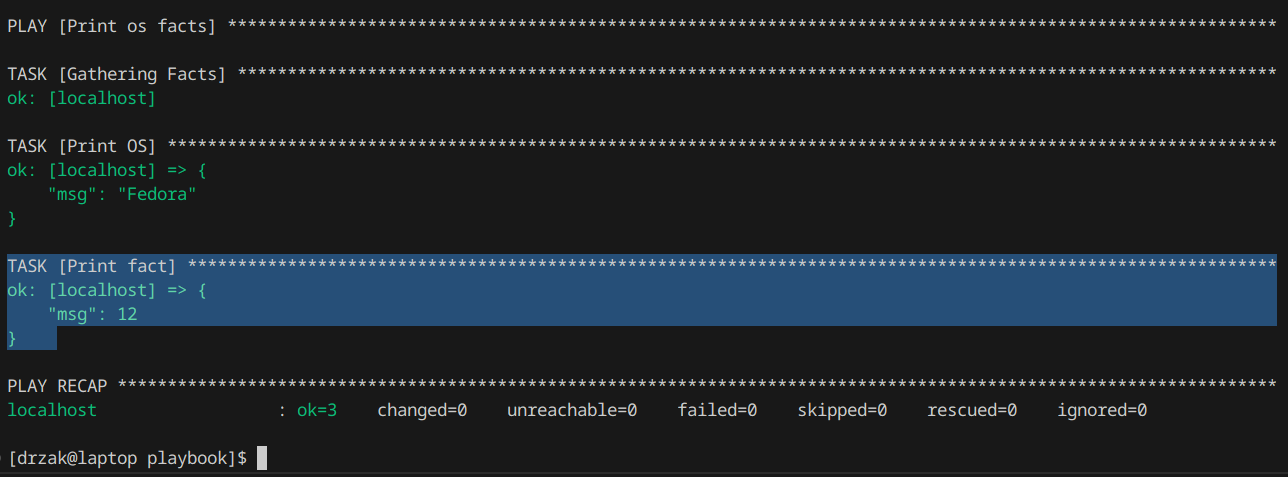 PLAY [Print os facts] *********************************************************************************************************
TASK [Gathering Facts] ********************************************************************************************************
ok: [localhost]
TASK [Print OS] ***************************************************************************************************************
ok: [localhost] => {
    "msg": "Fedora"
}
TASK [Print fact] *************************************************************************************************************
ok: [localhost] => {
    "msg": 12
}
PLAY RECAP ********************************************************************************************************************
localhost                  : ok=3    changed=0    unreachable=0    failed=0    skipped=0    rescued=0    ignored=0
[drzak@laptop playbook]$